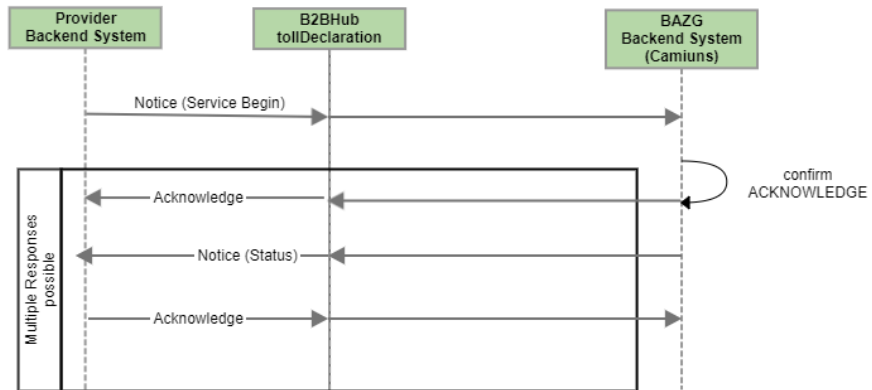 Provider
Backend System
B2BHub
tollDeclaration
BAZG
Backend System
(Camiuns)
Notice (Service Begin)
confirm
ACKNOWLEDGE
Multiple Responses
possible
Acknowledge
Notice (Status)
Acknowledge